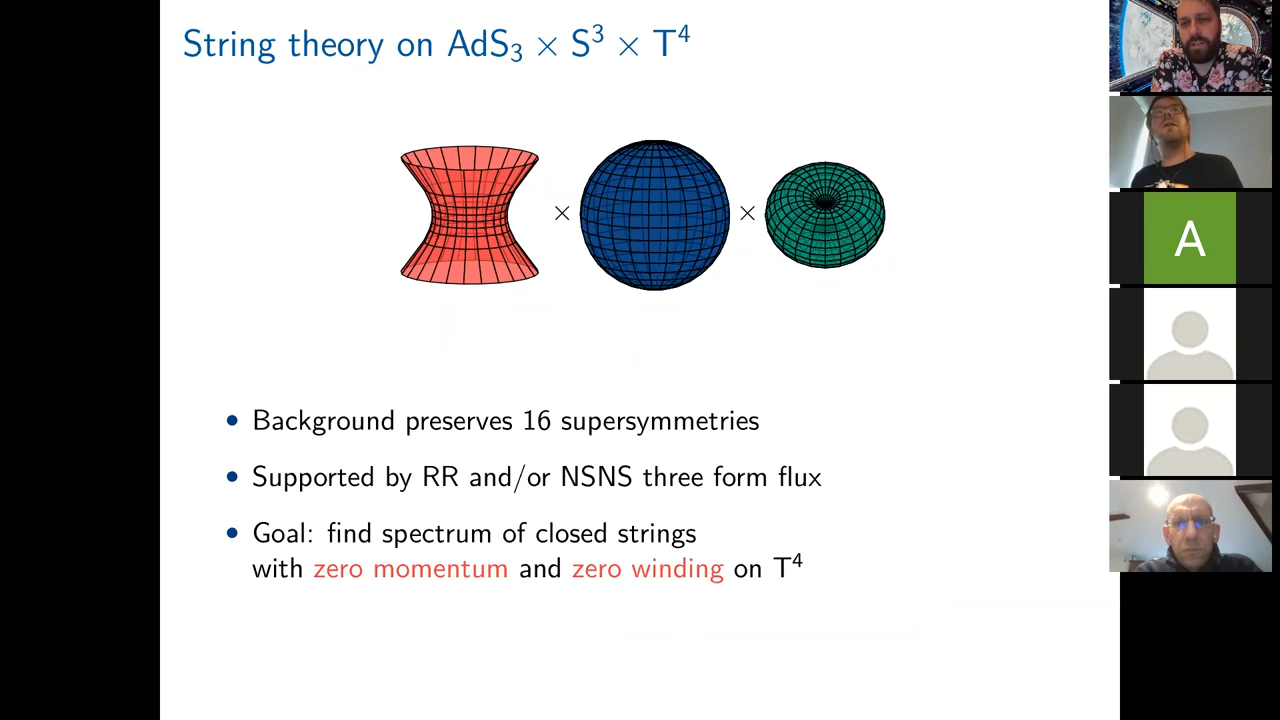 String theory on AdS₃ × S³ × T⁴
× ×
• Background preserves 16 supersymmetries
• Supported by RR and/or NSNS three form flux
• Goal: find spectrum of closed strings
with zero momentum and zero winding on T⁴
A